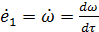 ė₁ = ω̇ = dω/dτ